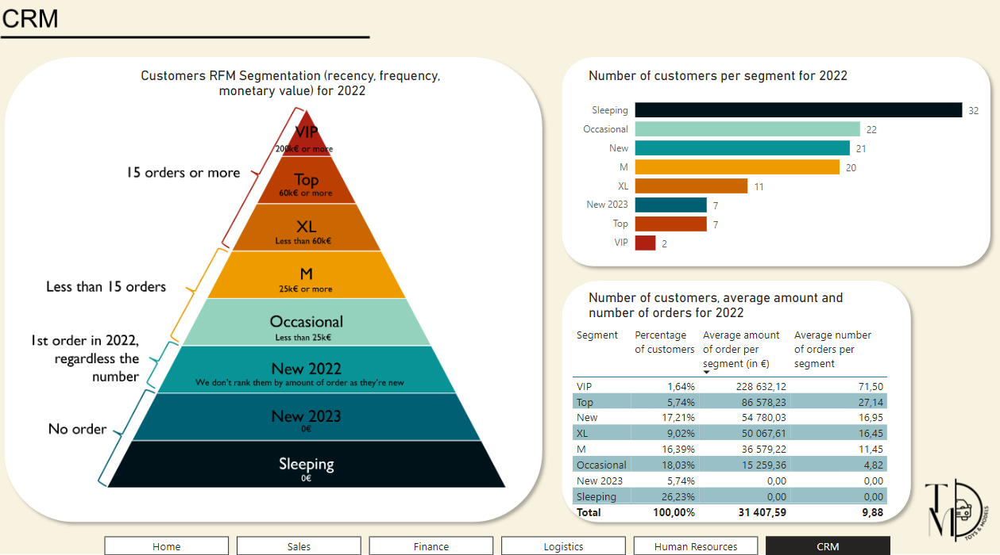 CRM
Customers RFM Segmentation (recency, frequency,
monetary value) for 2022
VIP
200k€ or more
15 orders or more
Top
60k€ or more
XL
Less than 60k€
Less than 15 orders
M
25k€ or more
Occasional
Less than 25k€
1st order in 2022,
regardless the
number
New 2022
We don't rank them by amount of order as they're new
No order
New 2023
0€
Sleeping
0€
Number of customers per segment for 2022
Sleeping 32
Occasional 22
New 21
M 20
XL 11
New 2023 7
Top 7
VIP 2
Number of customers, average amount and
number of orders for 2022
Segment Percentage Average amount Average number
of customers of order per of orders per
segment (in €) segment
VIP 1,64% 228 632,12 71,50
Top 5,74% 86 578,23 27,14
New 17,21% 54 780,03 16,95
XL 9,02% 50 067,61 16,45
M 16,39% 36 579,22 11,45
Occasional 18,03% 15 259,36 4,82
New 2023 5,74% 0,00 0,00
Sleeping 26,23% 0,00 0,00
Total 100,00% 31 407,59 9,88
T
M
TOYS & MODELS
Home Sales Finance Logistics Human Resources CRM